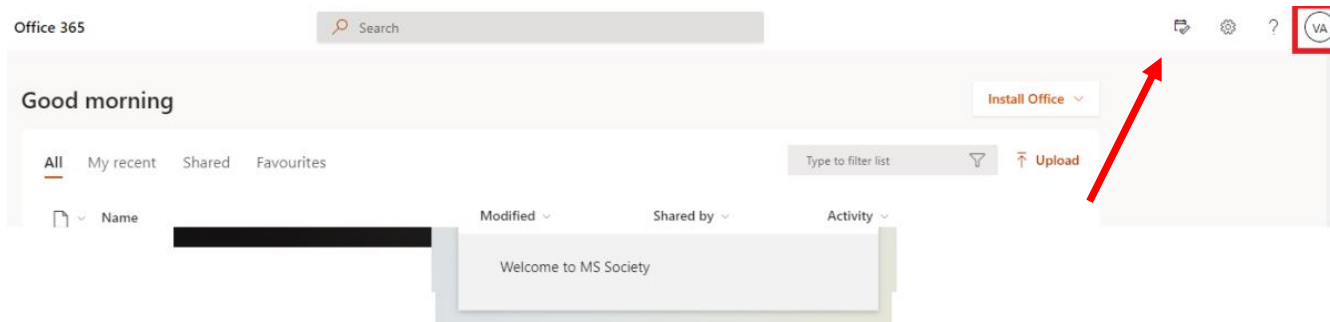 Office 365 Search ? VA
Good morning Install Office
All My recent Shared Favourites Type to filter list Upload
Name Modified Shared by Activity
Welcome to MS Society